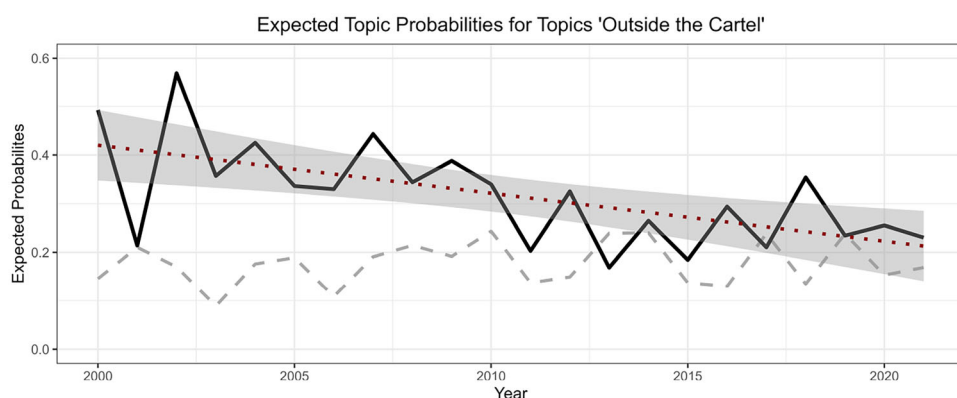 Expected Topic Probabilities for Topics 'Outside the Cartel'
Expected Probabilites
0.6
0.4
0.2
0.0
2000 2005 2010 2015 2020
Year